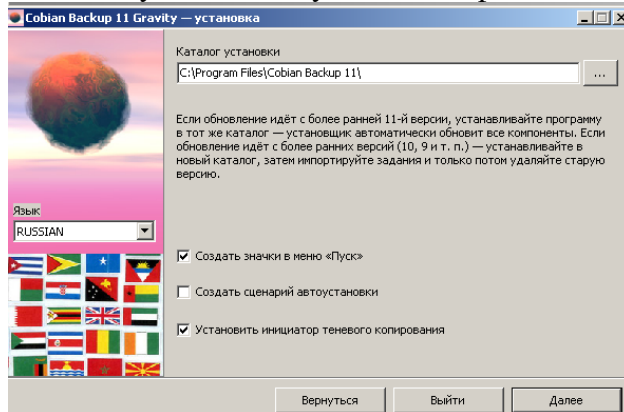 Cobian Backup 11 Gravity — установка
Каталог установки
C:\Program Files\Cobian Backup 11\
...
Если обновление идёт с более ранней 11-й версии, устанавливайте программу
в тот же каталог — установщик автоматически обновит все компоненты. Если
обновление идёт с более ранних версий (10, 9 и т. п.) — устанавливайте в
новый каталог, затем импортируйте задания и только потом удаляйте старую
версию.
Язык
RUSSIAN
Создать значки в меню «Пуск»
Создать сценарий автоустановки
Установить инициатор теневого копирования
Вернуться
Выйти
Далее